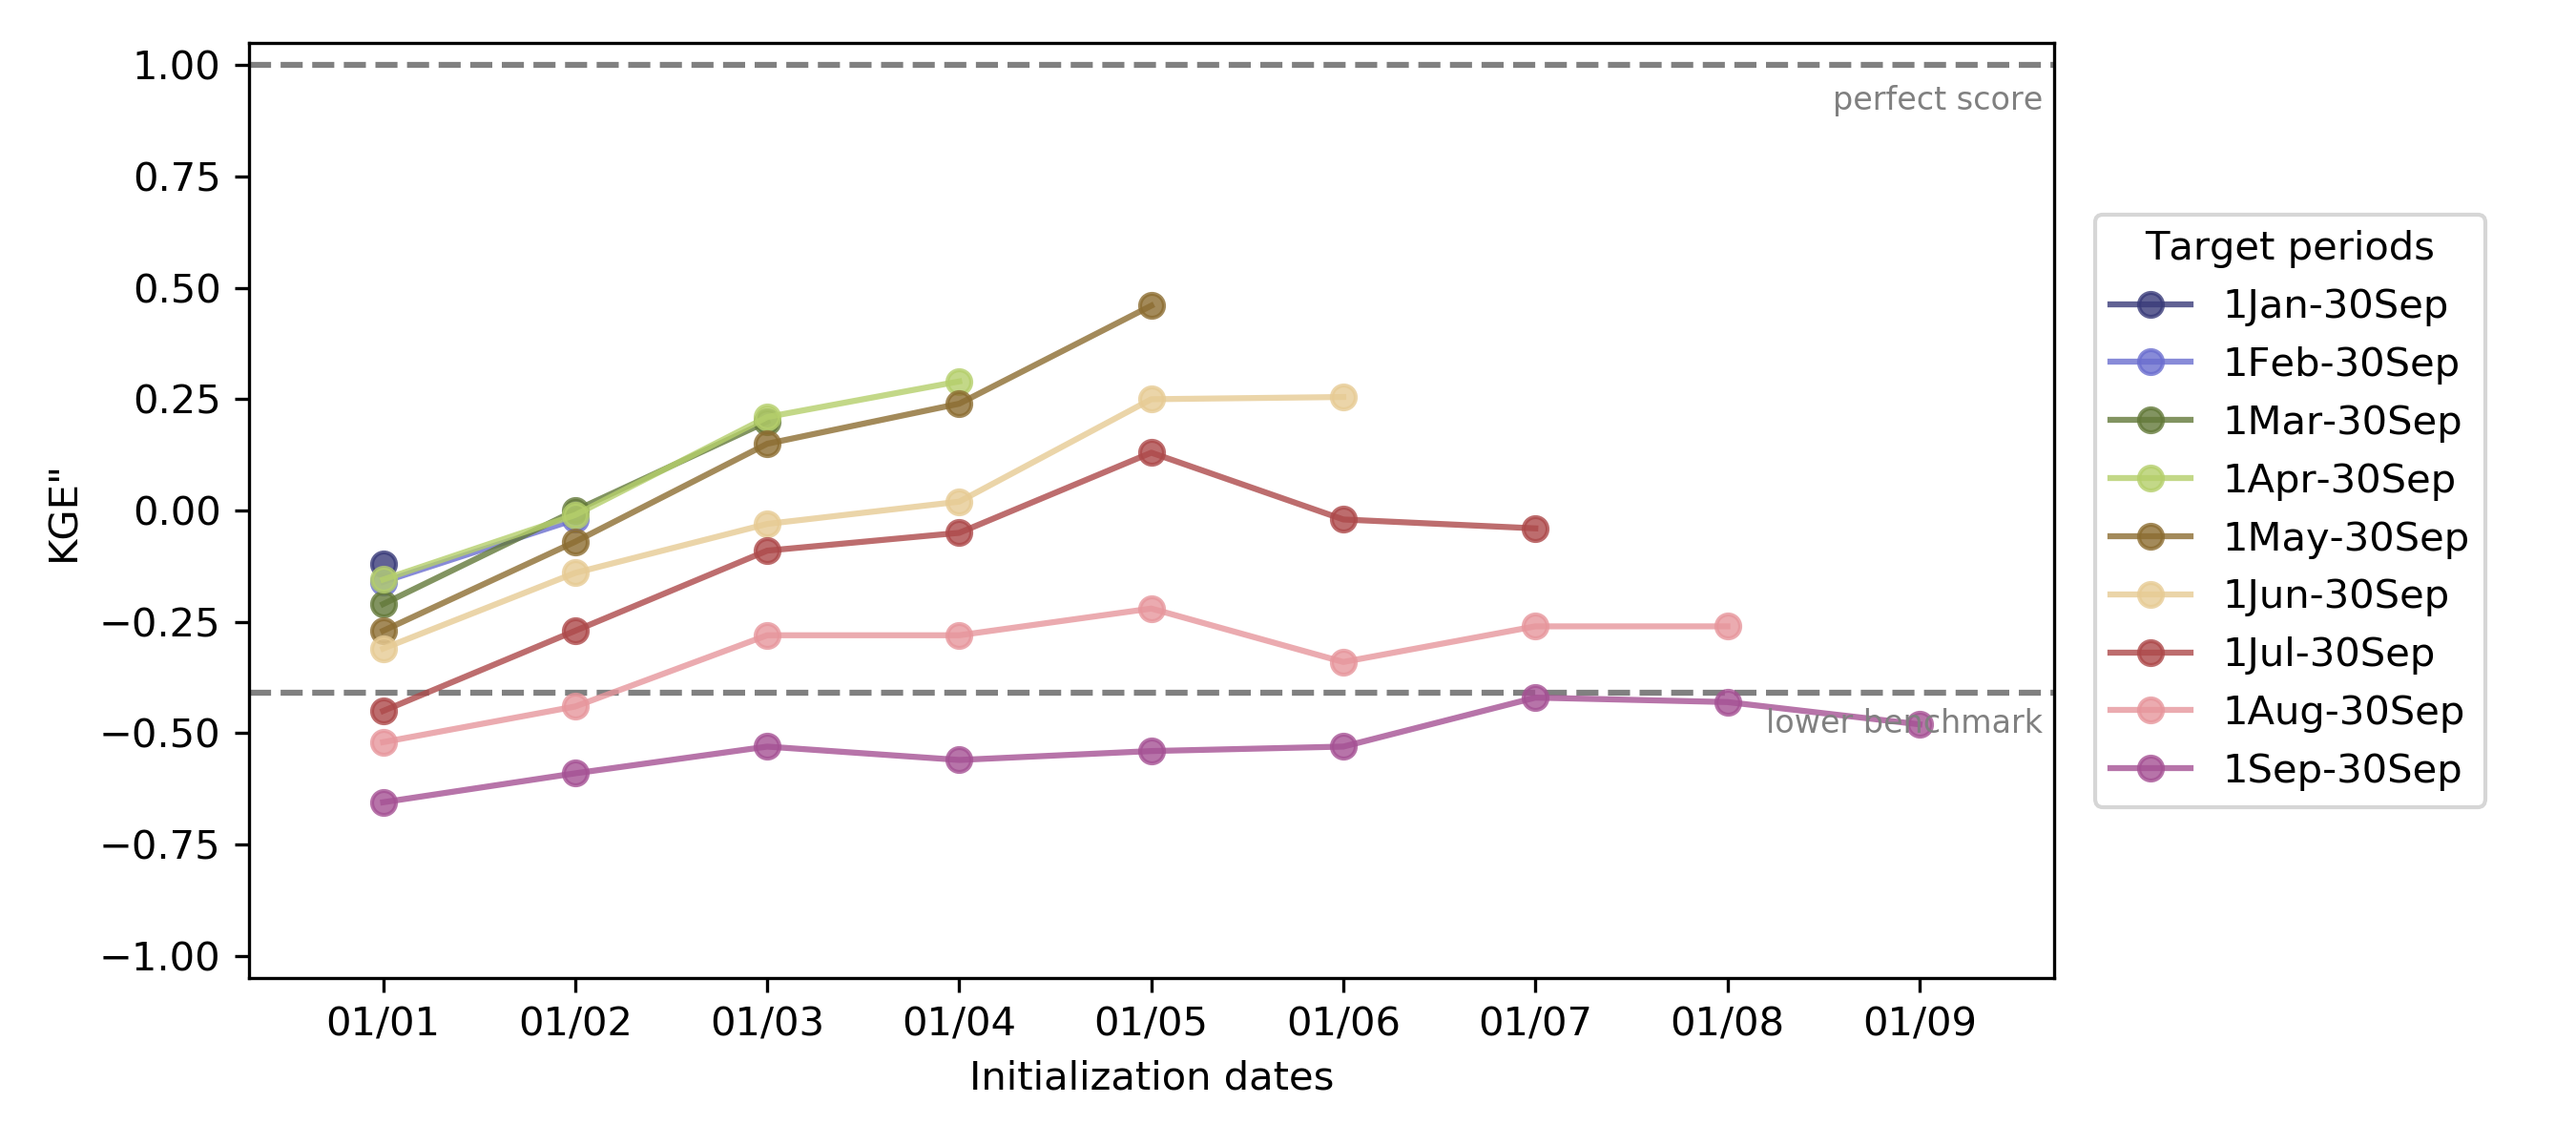 1.00
0.75
0.50
0.25
0.00
−0.25
−0.50
−0.75
−1.00
KGE"
perfect score
lower benchmark
01/01 01/02 01/03 01/04 01/05 01/06 01/07 01/08 01/09
Initialization dates
Target periods
1Jan-30Sep
1Feb-30Sep
1Mar-30Sep
1Apr-30Sep
1May-30Sep
1Jun-30Sep
1Jul-30Sep
1Aug-30Sep
1Sep-30Sep